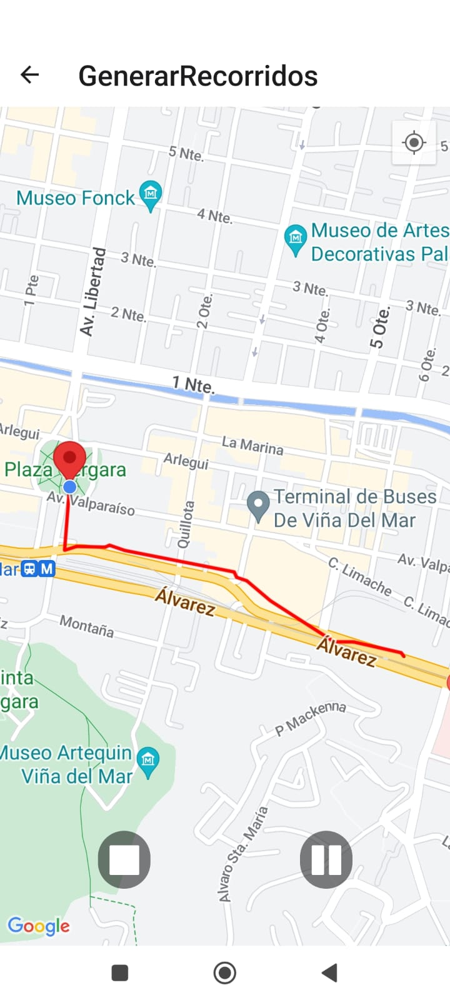 GenerarRecorridos
5 Nte.
5
Museo Fonck
4 Nte.
Museo de Artes
Decorativas Pal
Av. Libertad
3 Nte.
1 Pte
3 Nte.
3 Nte.
2 Nte.
2 Ote.
4 Ote.
5 Ote.
6 Ote.
2
1 Nte.
Arlegui
La Marina
Arlegui
Plaza
ergara
Av. Valparaíso
Quillota
Terminal de Buses
De Viña Del Mar
Av. Valpa
C. Limache
C. Limac
lar
M
Álvarez
Montaña
z
Álvarez
inta
gara
P Mackenna
Museo Artequin
Viña del Mar
Alvaro Sta. María
L
Google